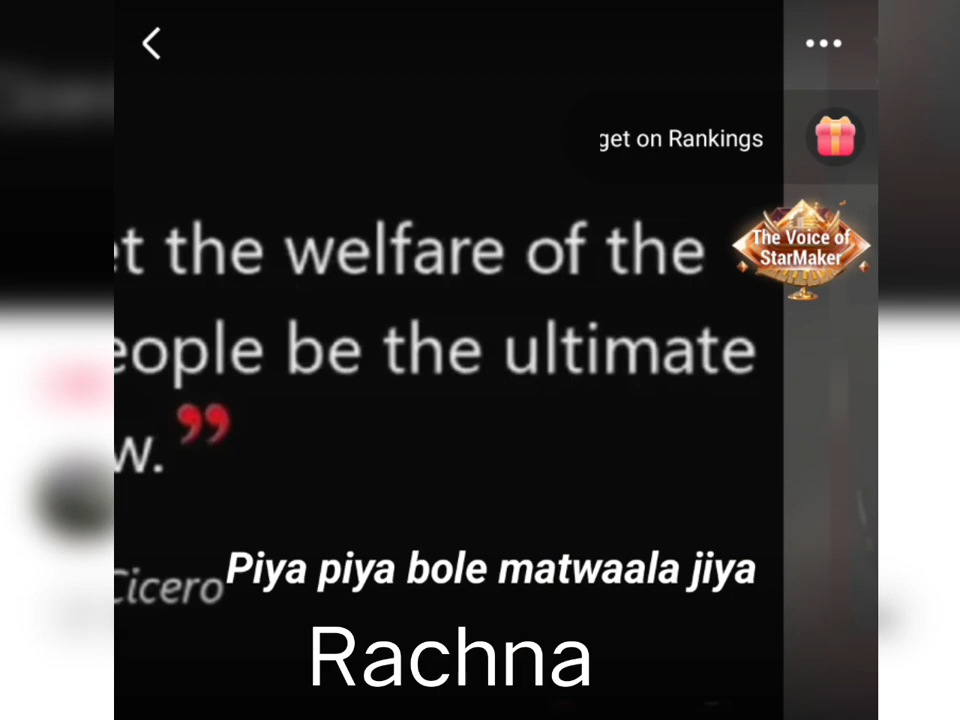 get on Rankings
The Voice of
StarMaker
et the welfare of the
eople be the ultimate
w.”
Cicero
Piya piya bole matwaala jiya
Rachna